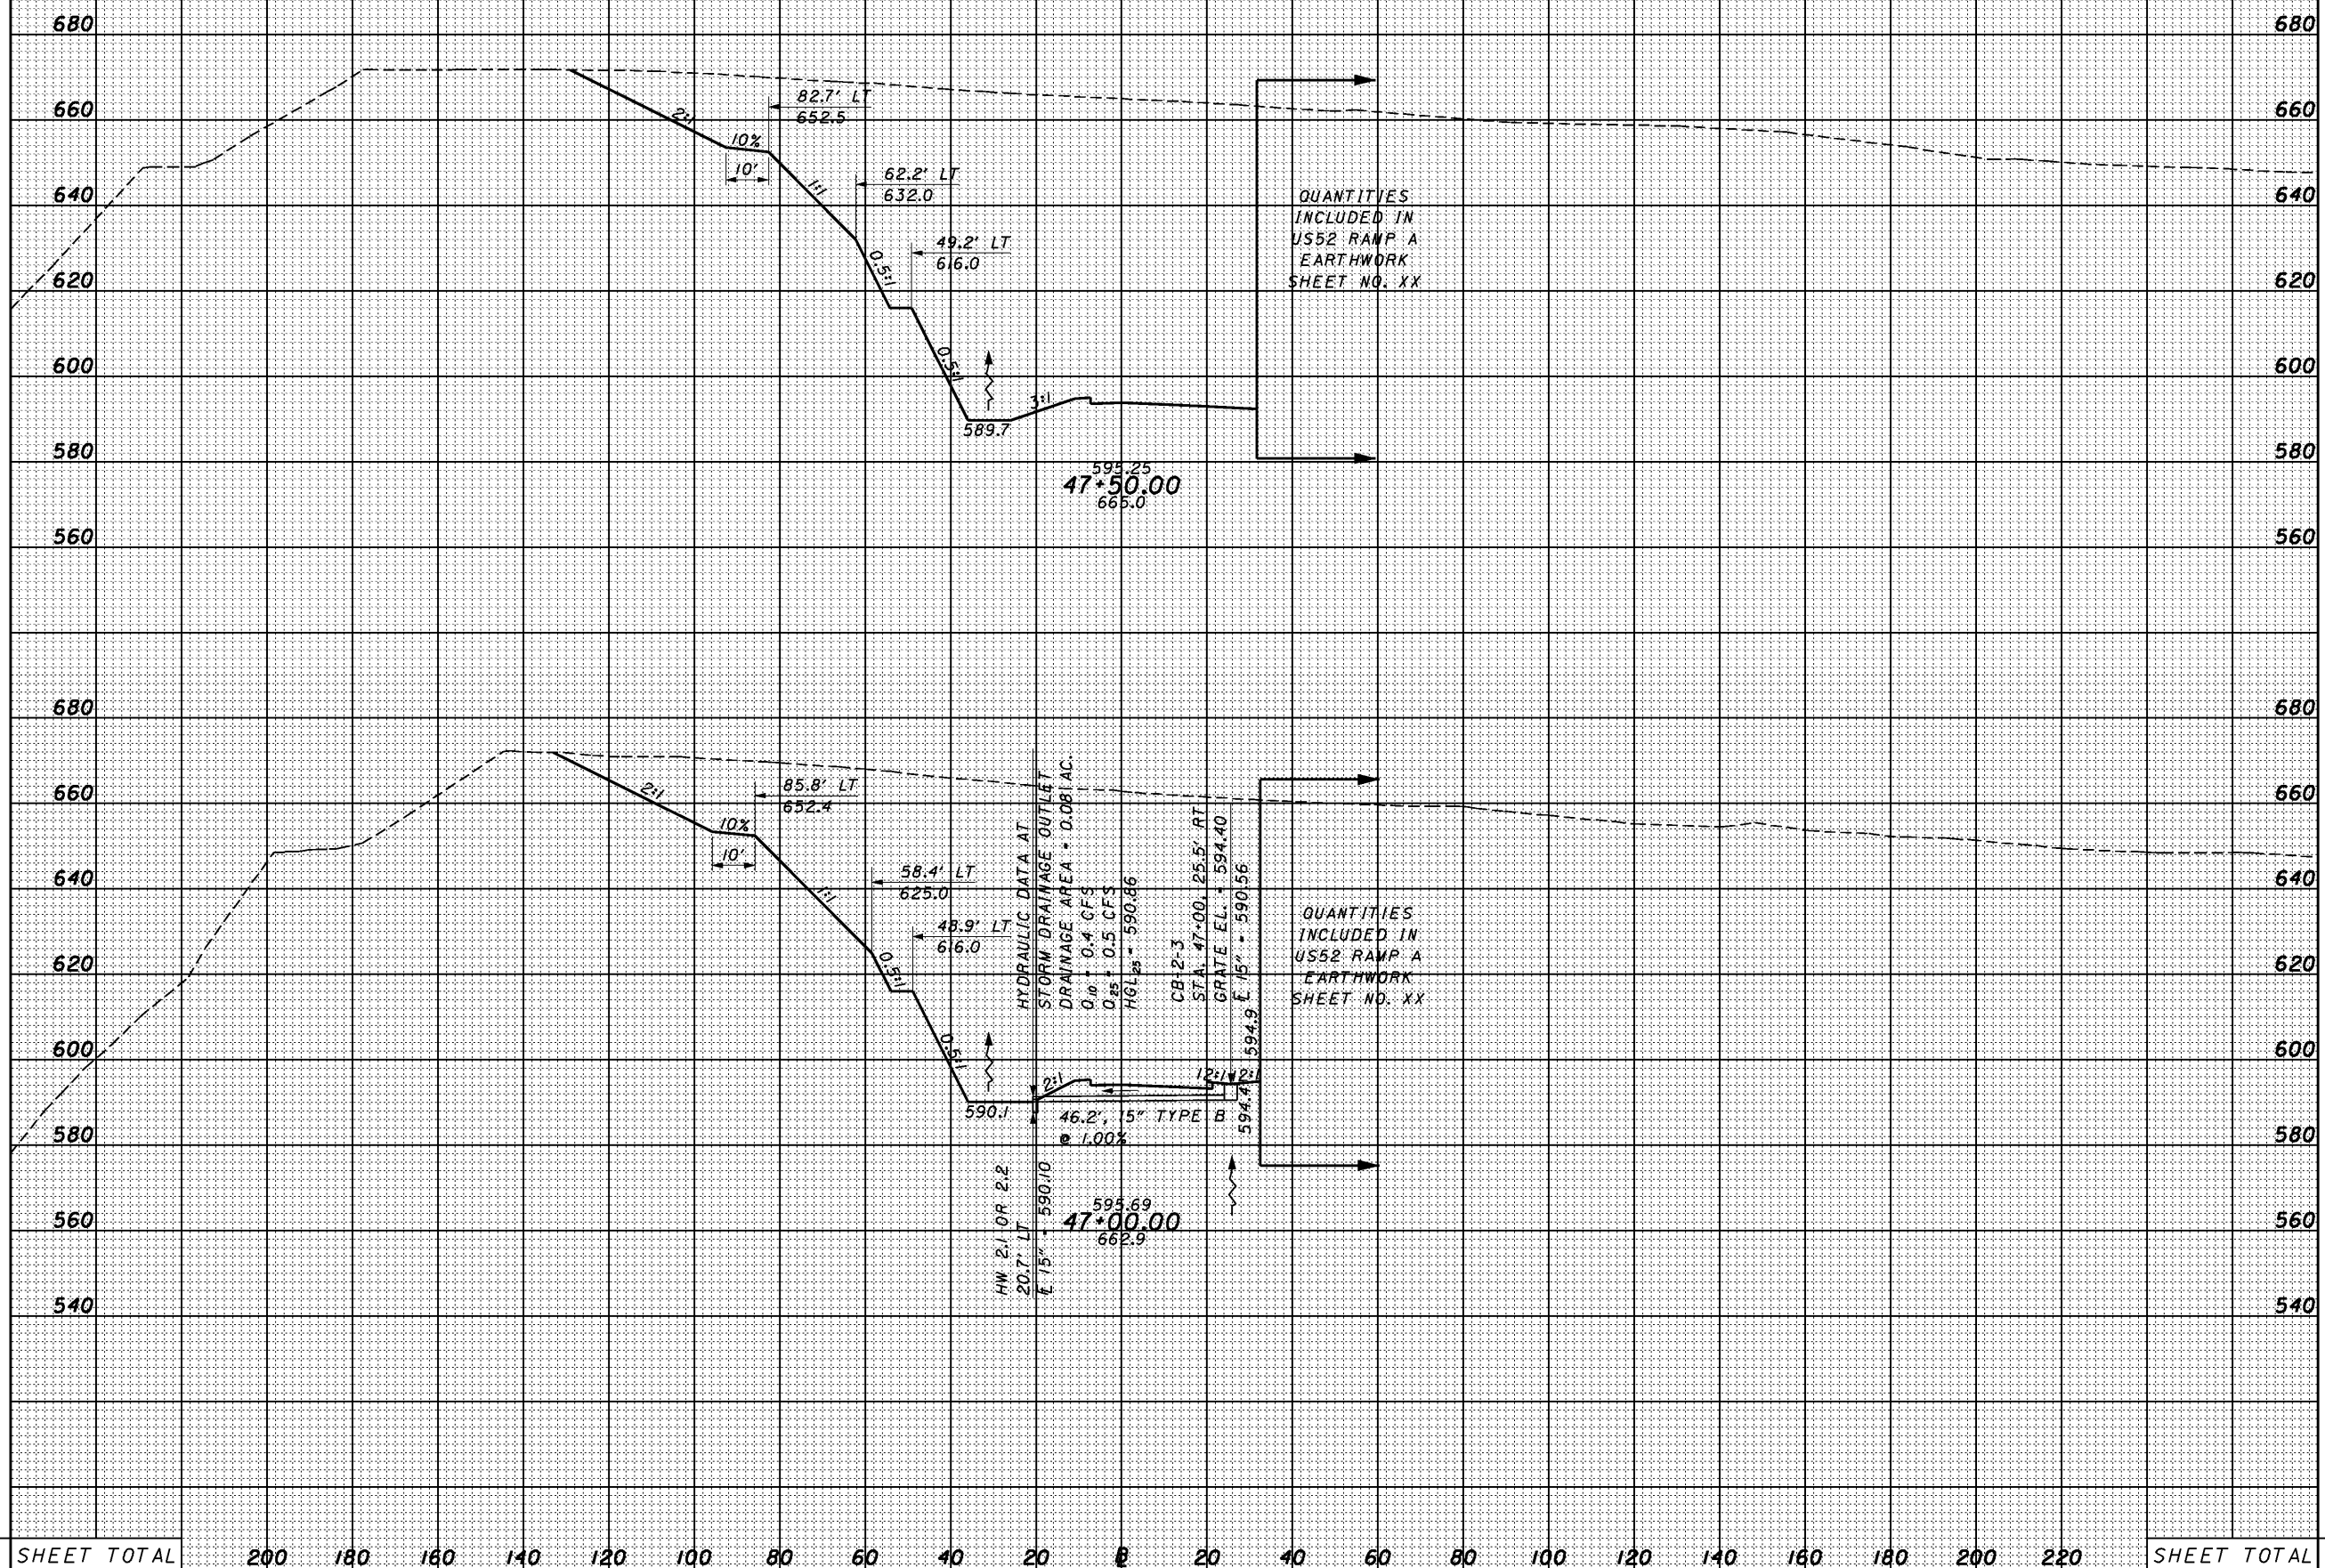 680 680
82.7' LT
652.5
660 660
2:1
10%
10'
1:1
62.2' LT
632.0
640 640
QUANTITIES
INCLUDED IN
US52 RAMP A
EARTHWORK
SHEET NO. XX
49.2' LT
616.0
0.5:1
620 620
0.5:1
600 600
3:1
589.7
580 580
595.25
47+50.00
665.0
560 560
680 680
2:1
85.8' LT
652.4
660 660
10%
10'
1:1
58.4' LT
625.0
640 640
48.9' LT
616.0
0.5:1
620 620
HYDRAULIC DATA AT
STORM DRAINAGE OUTLET
DRAINAGE AREA = 0.08 AC.
Q10 = 0.4 CFS
Q25 = 0.5 CFS
HGL25 = 590.86
CB-2-3
STA. 47+00, 25.5' RT
GRATE EL. = 594.40
℄ 15" = 590.56
QUANTITIES
INCLUDED IN
US52 RAMP A
EARTHWORK
SHEET NO. XX
600 600
0.5:1
594.9
2:1
12:1
12:1
590.1
594.4
46.2', 15" TYPE B
@ 1.00%
580 580
HW 2.1 OR 2.2
20.7' LT
℄ 15" = 590.10
595.69
47+00.00
662.9
560 560
540 540
SHEET TOTAL 200 180 160 140 120 100 80 60 40 20 ℄ 20 40 60 80 100 120 140 160 180 200 220 SHEET TOTAL